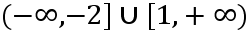 (−∞,−2] ∪ [1, + ∞)